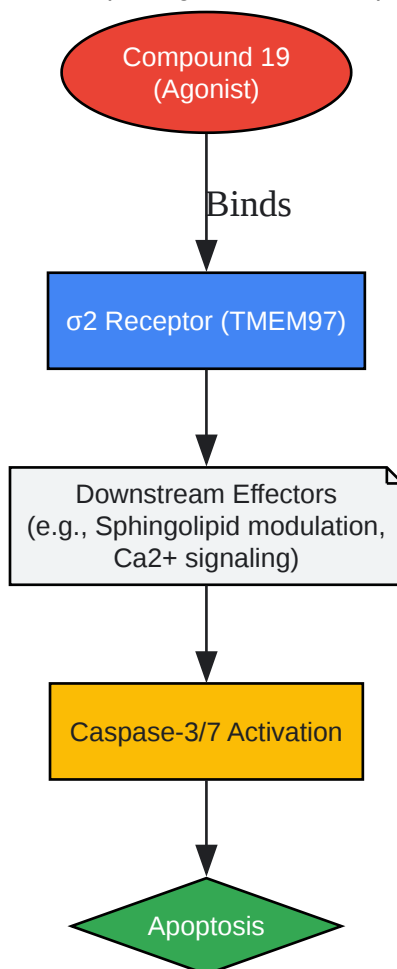 Compound 19
(Agonist)
Binds
σ2 Receptor (TMEM97)
Downstream Effectors
(e.g., Sphingolipid modulation,
Ca2+ signaling)
Caspase-3/7 Activation
Apoptosis